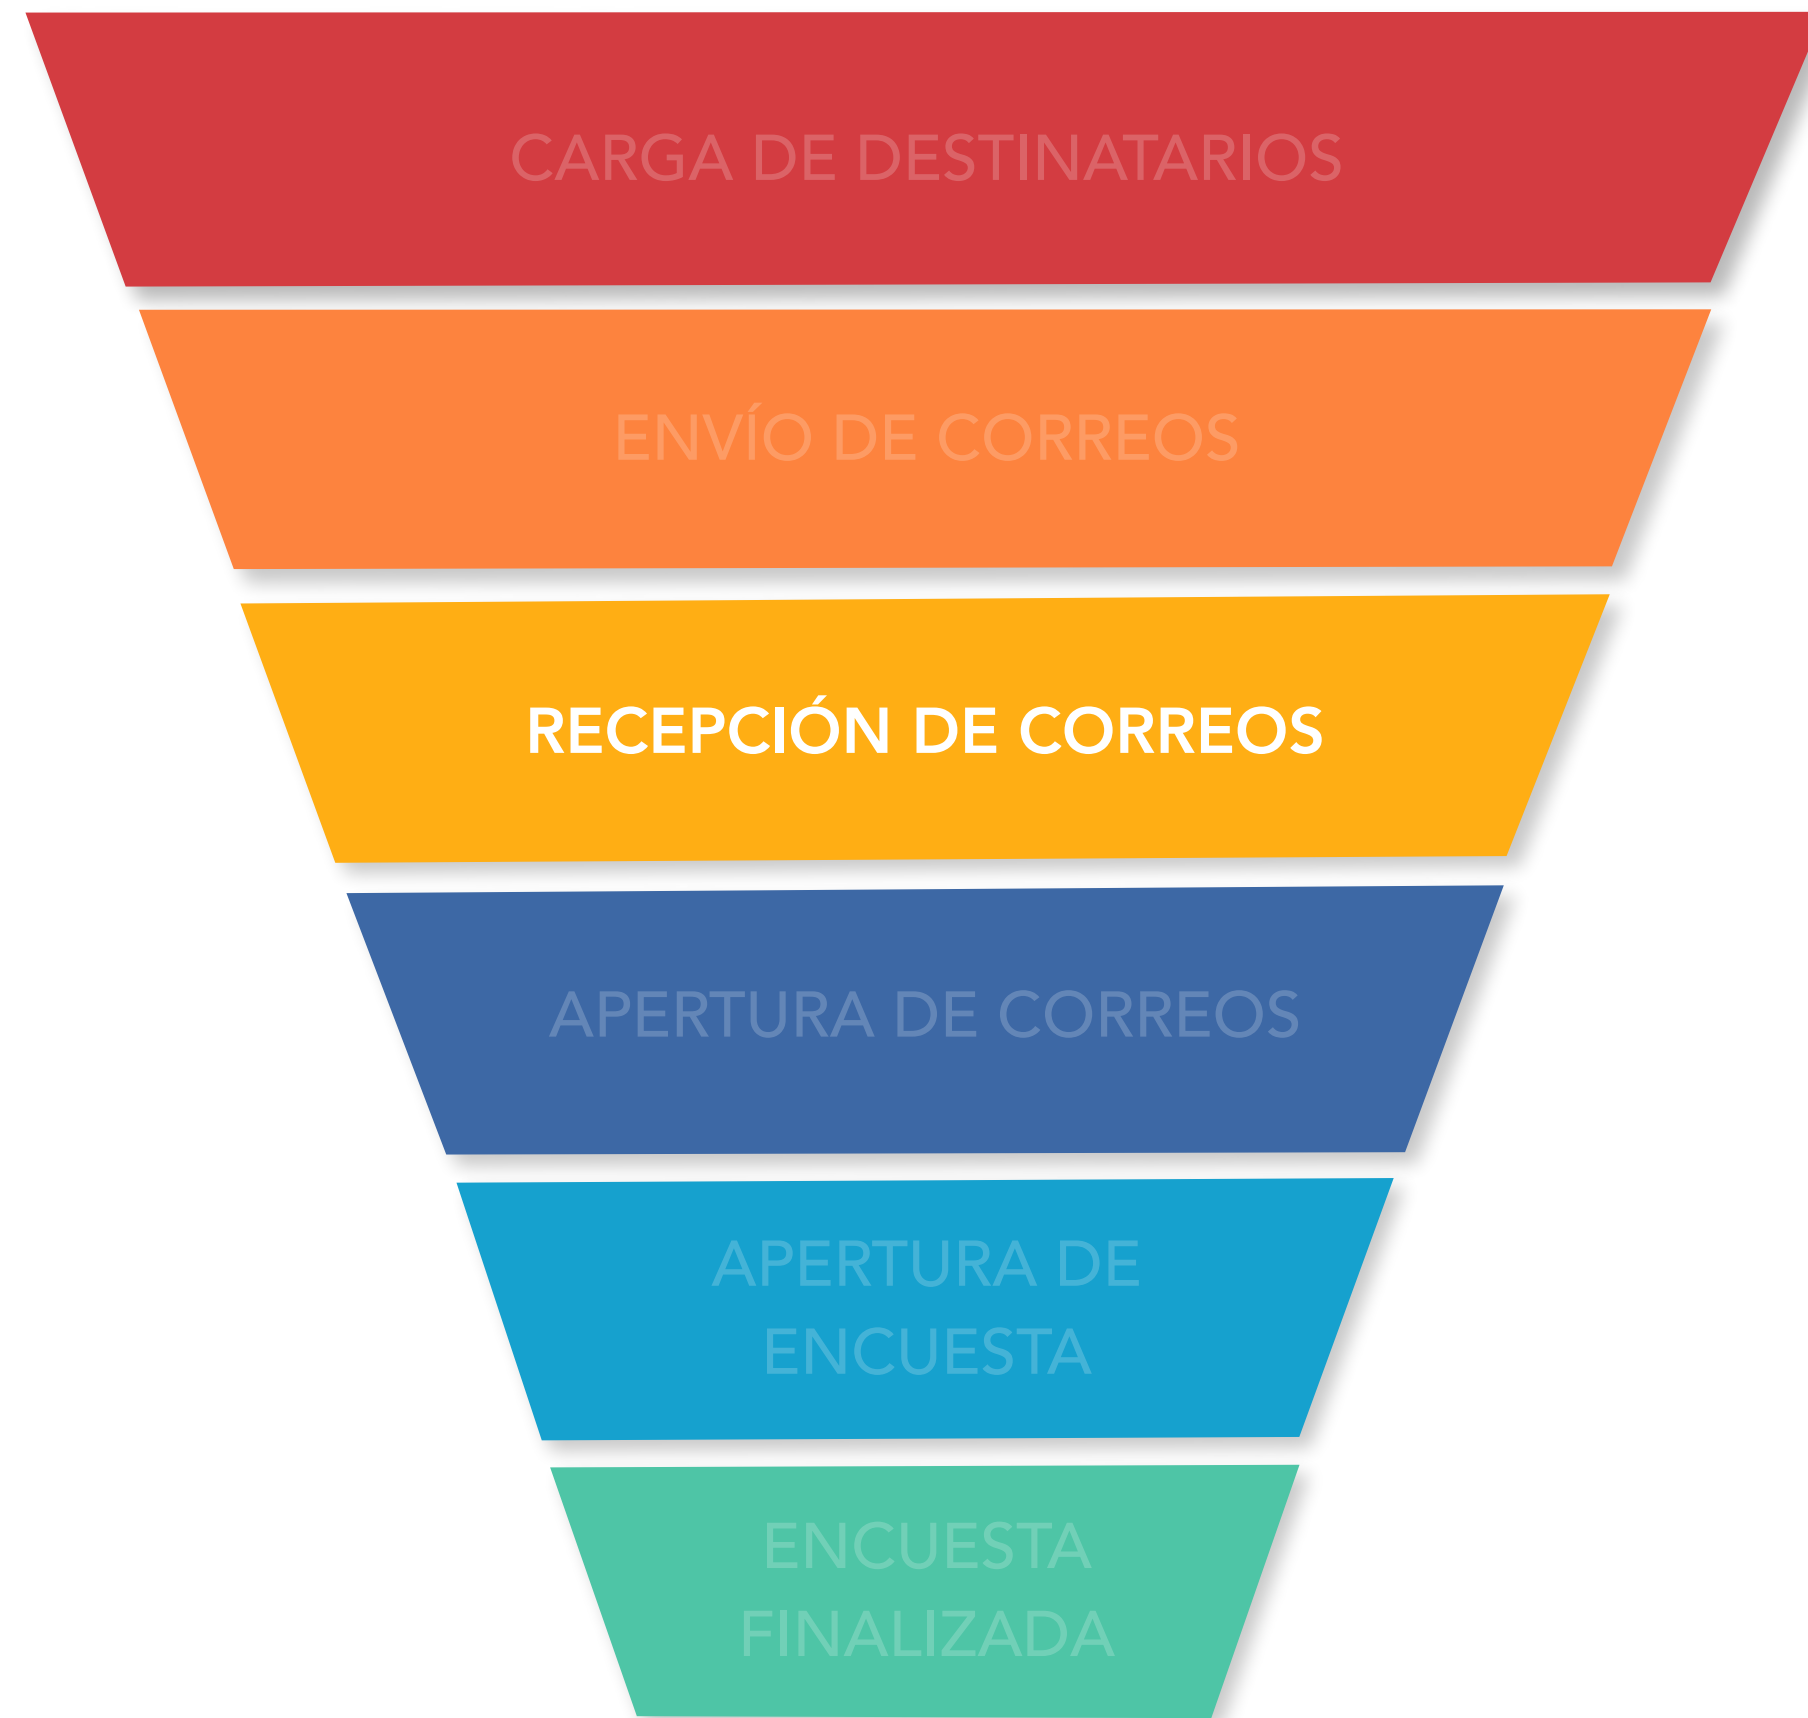 CARGA DE DESTINATARIOS
ENVÍO DE CORREOS
RECEPCIÓN DE CORREOS
APERTURA DE CORREOS
APERTURA DE
ENCUESTA
ENCUESTA
FINALIZADA